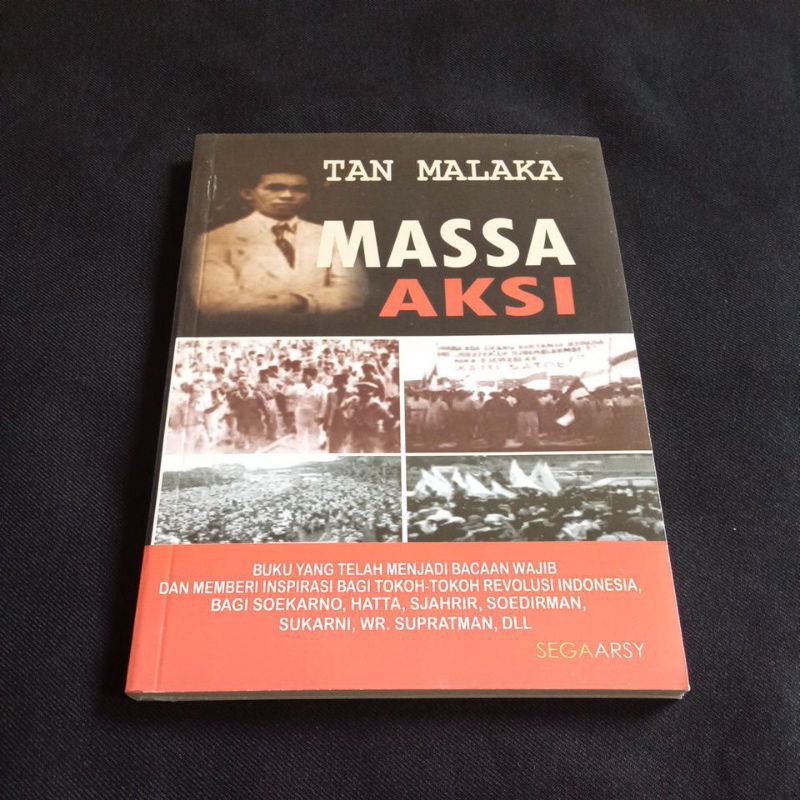 TAN MALAKA
MASSA
AKSI
BUKU YANG TELAH MENJADI BACAAN WAJIB
DAN MEMBERI INSPIRASI BAGI TOKOH-TOKOH REVOLUSI INDONESIA,
BAGI SOEKARNO, HATTA, SJAHRIR, SOEDIRMAN,
SUKARNI, WR. SUPRATMAN, DLL
SEGAARSY